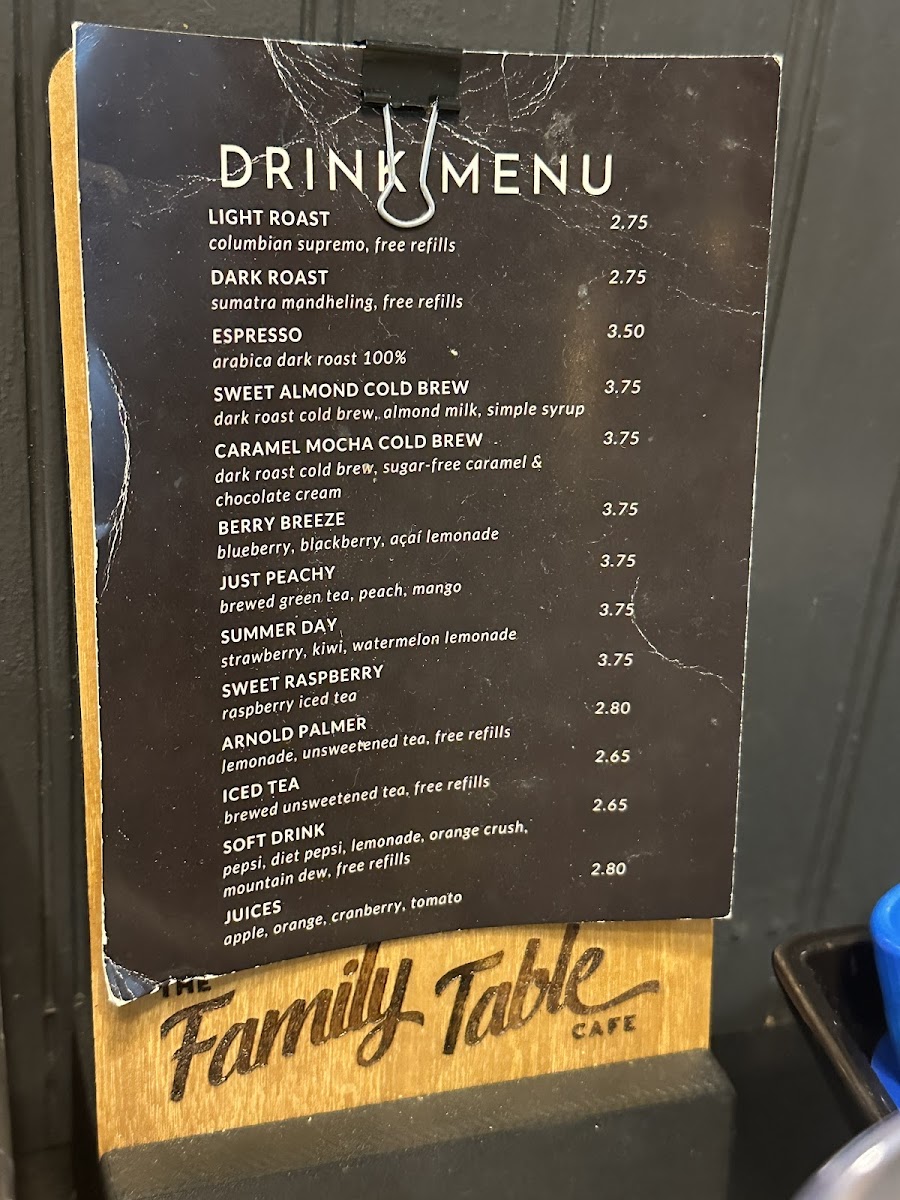 DRINK MENU
LIGHT ROAST 2.75
columbian supremo, free refills
DARK ROAST 2.75
sumatra mandheling, free refills
ESPRESSO 3.50
arabica dark roast 100%
SWEET ALMOND COLD BREW 3.75
dark roast cold brew, almond milk, simple syrup
CARAMEL MOCHA COLD BREW 3.75
dark roast cold brew, sugar-free caramel &
chocolate cream
BERRY BREEZE 3.75
blueberry, blackberry, açaí lemonade
JUST PEACHY 3.75
brewed green tea, peach, mango
SUMMER DAY 3.75
strawberry, kiwi, watermelon lemonade
SWEET RASPBERRY 3.75
raspberry iced tea
ARNOLD PALMER 2.80
lemonade, unsweetened tea, free refills
ICED TEA 2.65
brewed unsweetened tea, free refills
SOFT DRINK 2.65
pepsi, diet pepsi, lemonade, orange crush,
mountain dew, free refills
JUICES 2.80
apple, orange, cranberry, tomato
THE
Family Table
CAFE